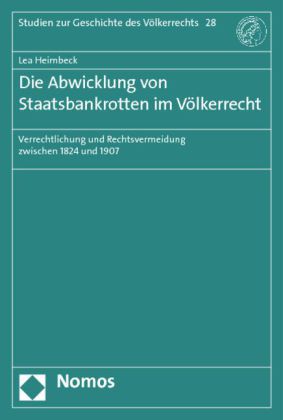 Studien zur Geschichte des Völkerrechts 28
Lea Heimbeck
Die Abwicklung von
Staatsbankrotten im Völkerrecht
Verrechtlichung und Rechtsvermeidung
zwischen 1824 und 1907
Nomos